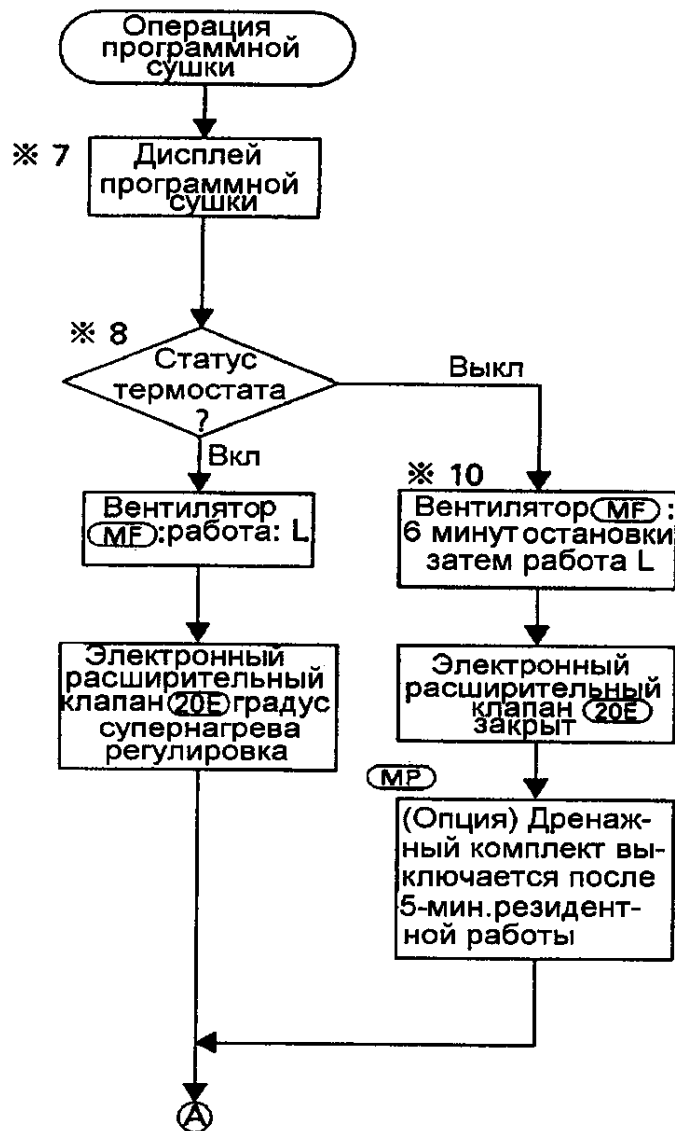 Операция
программной
сушки
※ 7
Дисплей
программной
сушки
※ 8
Статус
термостата
?
Выкл
Вкл
Вентилятор
MF :работа: L
※ 10
Вентилятор MF :
6 минут остановки
затем работа L
Электронный
расширительный
клапан 20E градус
супернагрева
регулировка
Электронный
расширительный
клапан 20E
закрыт
MP
(Опция) Дренаж-
ный комплект вы-
ключается после
5-мин.резидент-
ной работы
A